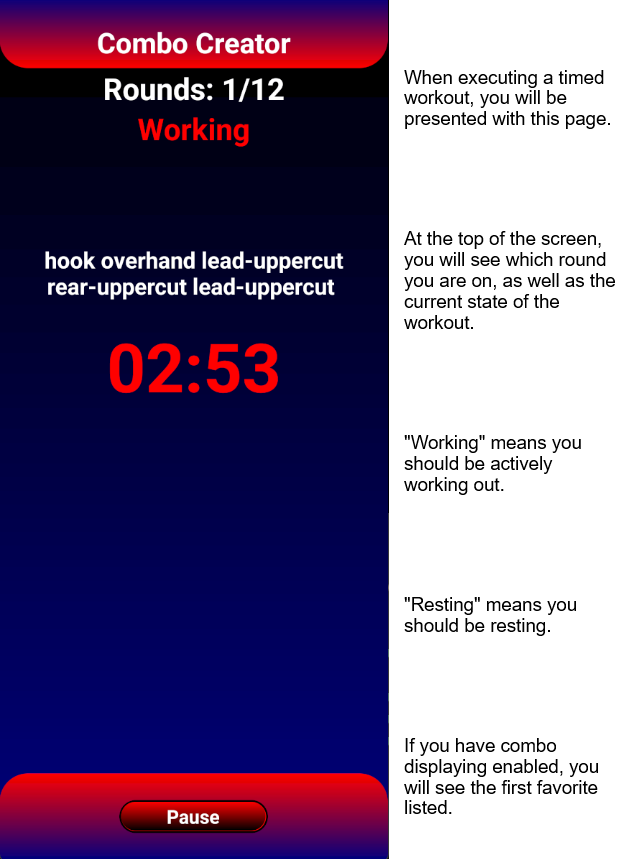 Combo Creator
Rounds: 1/12
Working
hook overhand lead-uppercut
rear-uppercut lead-uppercut
02:53
Pause
When executing a timed
workout, you will be
presented with this page.
At the top of the screen,
you will see which round
you are on, as well as the
current state of the
workout.
"Working" means you
should be actively
working out.
"Resting" means you
should be resting.
If you have combo
displaying enabled, you
will see the first favorite
listed.